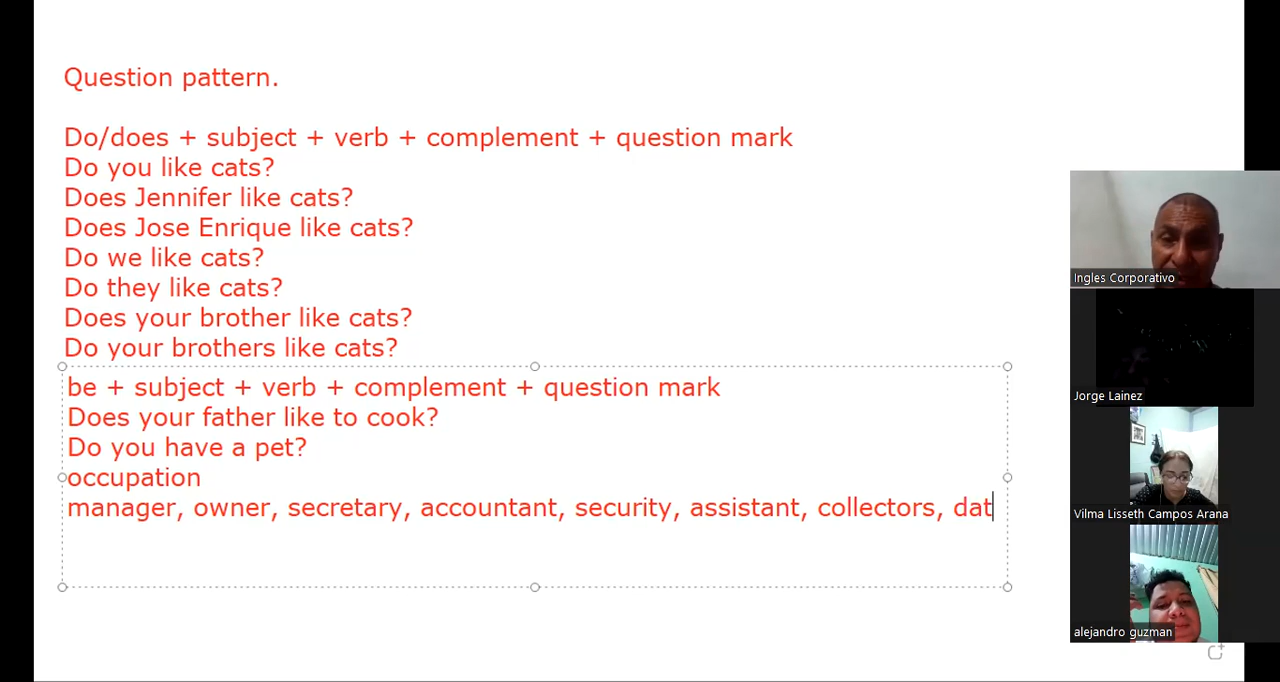 Question pattern.
Do/does + subject + verb + complement + question mark
Do you like cats?
Does Jennifer like cats?
Does Jose Enrique like cats?
Do we like cats?
Do they like cats?
Does your brother like cats?
Do your brothers like cats?
be + subject + verb + complement + question mark
Does your father like to cook?
Do you have a pet?
occupation
manager, owner, secretary, accountant, security, assistant, collectors, dat
Ingles Corporativo
Jorge Lainez
Vilma Lisseth Campos Arana
alejandro guzman